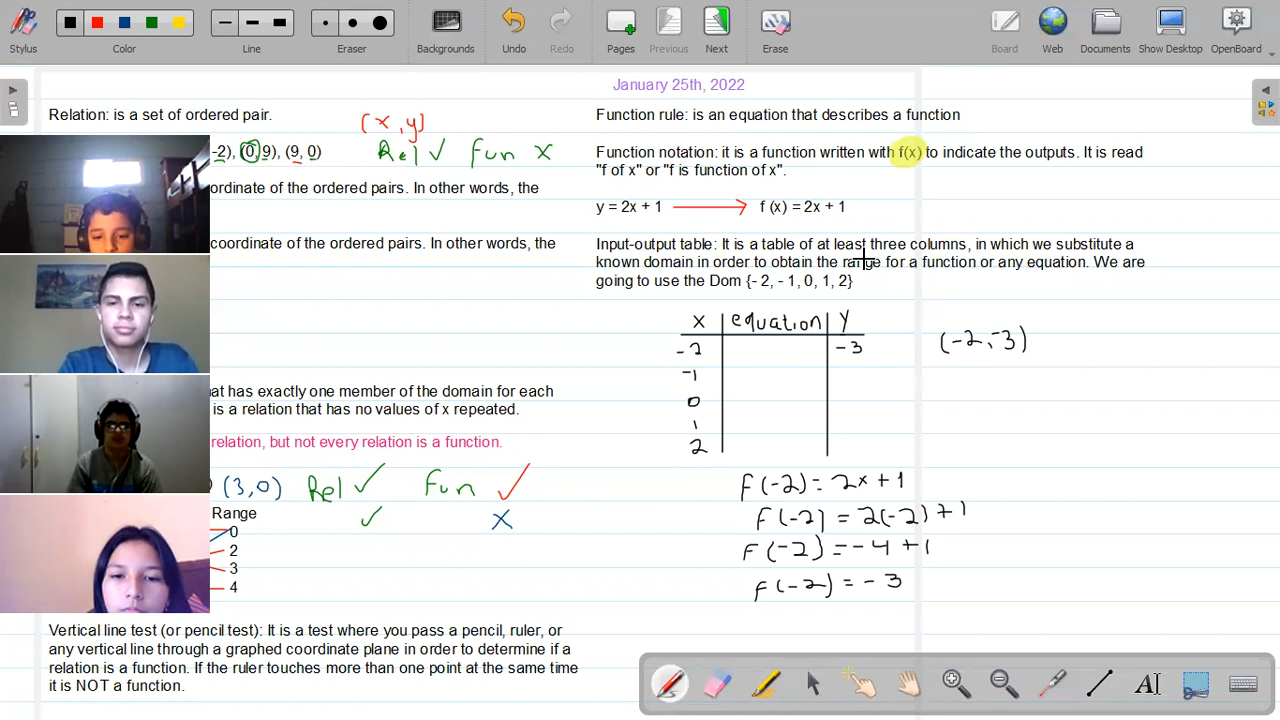 Stylus Color Line Eraser Backgrounds Undo Redo Pages Previous Next Erase Board Web Documents Show Desktop OpenBoard
January 25th, 2022
Relation: is a set of ordered pair.
(x, y)
-2), (0, 9), (9, 0) Rel ✓ Fun x
ordinate of the ordered pairs. In other words, the
coordinate of the ordered pairs. In other words, the
hat has exactly one member of the domain for each
is a relation that has no values of x repeated.
relation, but not every relation is a function.
(3,0) Rel ✓ Fun ✓
Range ✓ X
0
2
3
4
Vertical line test (or pencil test): It is a test where you pass a pencil, ruler, or
any vertical line through a graphed coordinate plane in order to determine if a
relation is a function. If the ruler touches more than one point at the same time
it is NOT a function.
Function rule: is an equation that describes a function
Function notation: it is a function written with f(x) to indicate the outputs. It is read
"f of x" or "f is function of x".
y = 2x + 1 → f (x) = 2x + 1
Input-output table: It is a table of at least three columns, in which we substitute a
known domain in order to obtain the range for a function or any equation. We are
going to use the Dom {- 2, - 1, 0, 1, 2}
x equation y
-2 -3 (-2,-3)
-1
0
1
2
f(-2) = 2x + 1
f(-2) = 2(-2) + 1
f(-2) = -4 + 1
f(-2) = -3